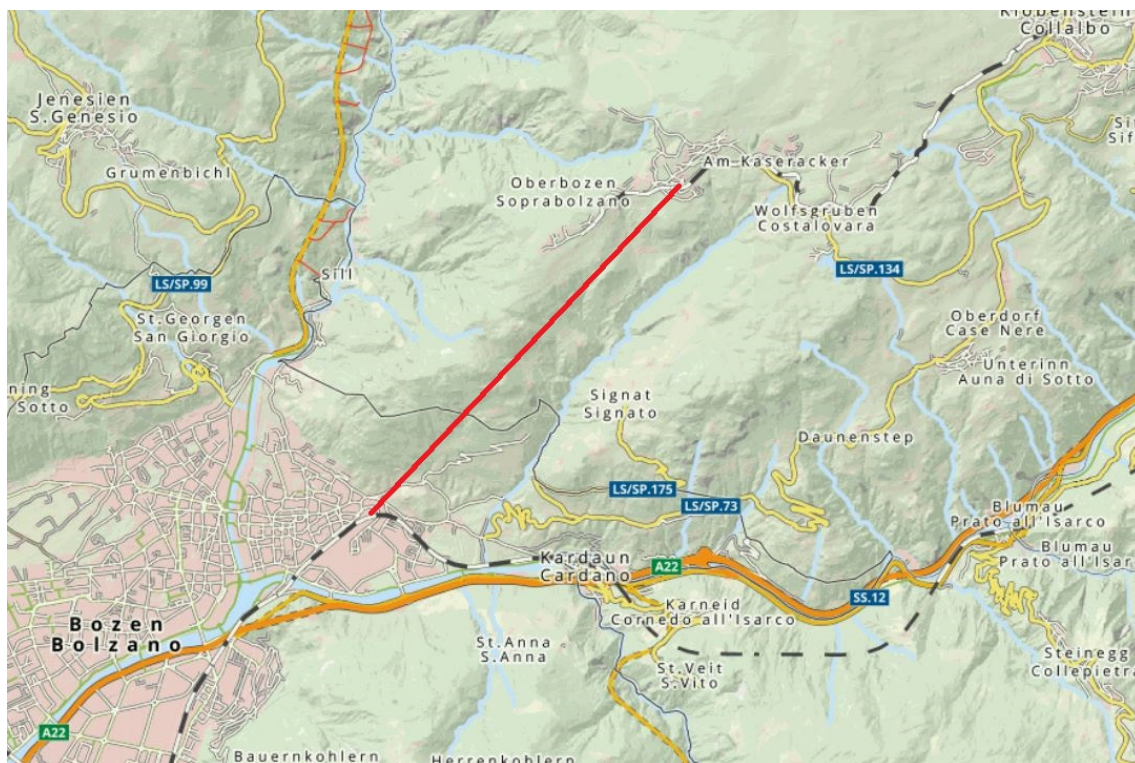 Klobenstein
Collalbo
Jenesien
S.Genesio
Grumenbichl
Am Kaseracker
Oberbozen
Soprabolzano
Wolfsgruben
Costalovara
LS/SP.134
Sill
LS/SP.99
St.Georgen
San Giorgio
Oberdorf
Case Nere
Unterinn
Auna di Sotto
Sotto
Signat
Signato
Daunenstep
LS/SP.175
LS/SP.73
Blumau
Prato all'Isarco
Blumau
Prato all'Isar
Kardaun
Cardano
A22
SS.12
Karneid
Cornedo all'Isarco
Bozen
Bolzano
St.Anna
S.Anna
St.Veit
S.Vito
Steinegg
Collepietra
A22
Bauernkohlern
Herrenkohlern